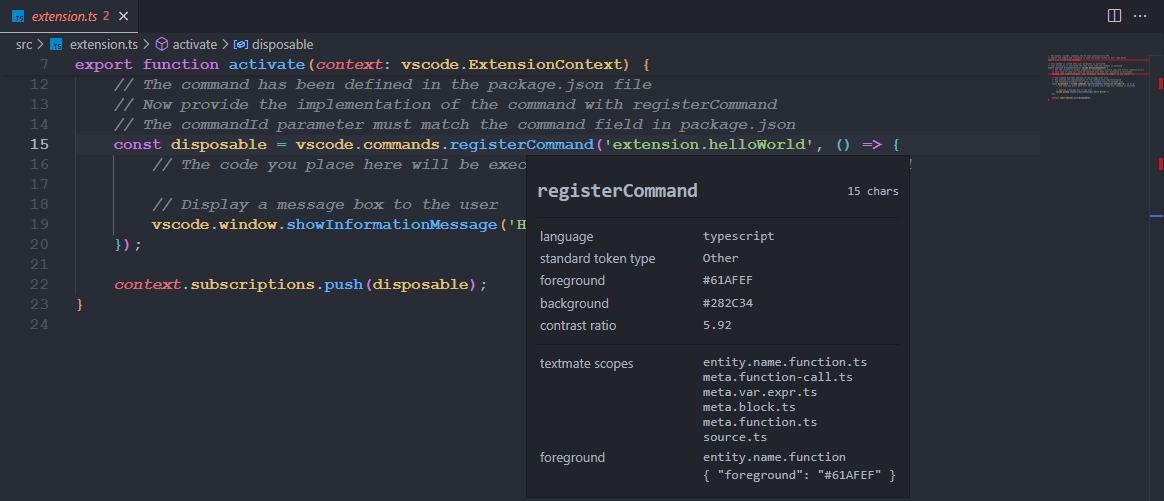 TS extension.ts 2 ×
src > TS extension.ts > activate > disposable
7 export function activate(context: vscode.ExtensionContext) {
12 // The command has been defined in the package.json file
13 // Now provide the implementation of the command with registerCommand
14 // The commandId parameter must match the command field in package.json
15 const disposable = vscode.commands.registerCommand('extension.helloWorld', () => {
16 // The code you place here will be exec
17
18 // Display a message box to the user
19 vscode.window.showInformationMessage('H
20 });
21
22 context.subscriptions.push(disposable);
23 }
24
registerCommand 15 chars
language typescript
standard token type Other
foreground #61AFEF
background #282C34
contrast ratio 5.92
textmate scopes entity.name.function.ts
meta.function-call.ts
meta.var.expr.ts
meta.block.ts
meta.function.ts
source.ts
foreground entity.name.function
{ "foreground": "#61AFEF" }